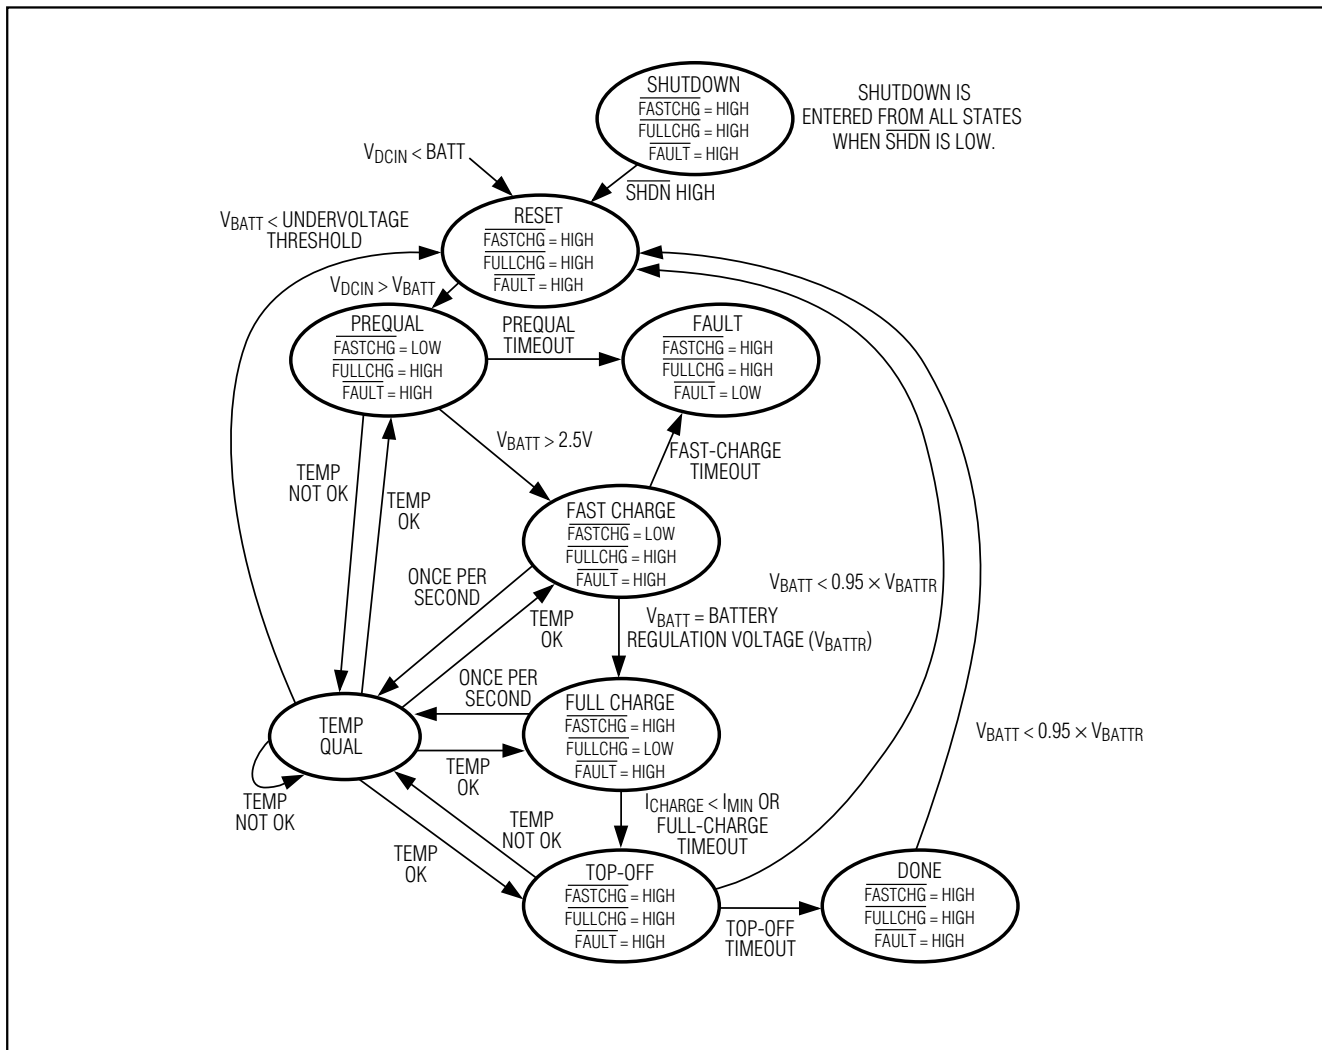 SHUTDOWN
FASTCHG = HIGH
FULLCHG = HIGH
FAULT = HIGH
SHUTDOWN IS
ENTERED FROM ALL STATES
WHEN SHDN IS LOW.
VDCIN < BATT
SHDN HIGH
RESET
FASTCHG = HIGH
FULLCHG = HIGH
FAULT = HIGH
VBATT < UNDERVOLTAGE
THRESHOLD
VDCIN > VBATT
PREQUAL
FASTCHG = LOW
FULLCHG = HIGH
FAULT = HIGH
PREQUAL
TIMEOUT
FAULT
FASTCHG = HIGH
FULLCHG = HIGH
FAULT = LOW
VBATT > 2.5V
FAST-CHARGE
TIMEOUT
TEMP
NOT OK
TEMP
OK
FAST CHARGE
FASTCHG = LOW
FULLCHG = HIGH
FAULT = HIGH
ONCE PER
SECOND
TEMP
OK
VBATT < 0.95 × VBATTR
VBATT = BATTERY
REGULATION VOLTAGE (VBATTR)
ONCE PER
SECOND
FULL CHARGE
FASTCHG = HIGH
FULLCHG = LOW
FAULT = HIGH
TEMP
QUAL
TEMP
OK
VBATT < 0.95 × VBATTR
TEMP
NOT OK
TEMP
NOT OK
ICHARGE < IMIN OR
FULL-CHARGE
TIMEOUT
TEMP
OK
TOP-OFF
FASTCHG = HIGH
FULLCHG = HIGH
FAULT = HIGH
TOP-OFF
TIMEOUT
DONE
FASTCHG = HIGH
FULLCHG = HIGH
FAULT = HIGH